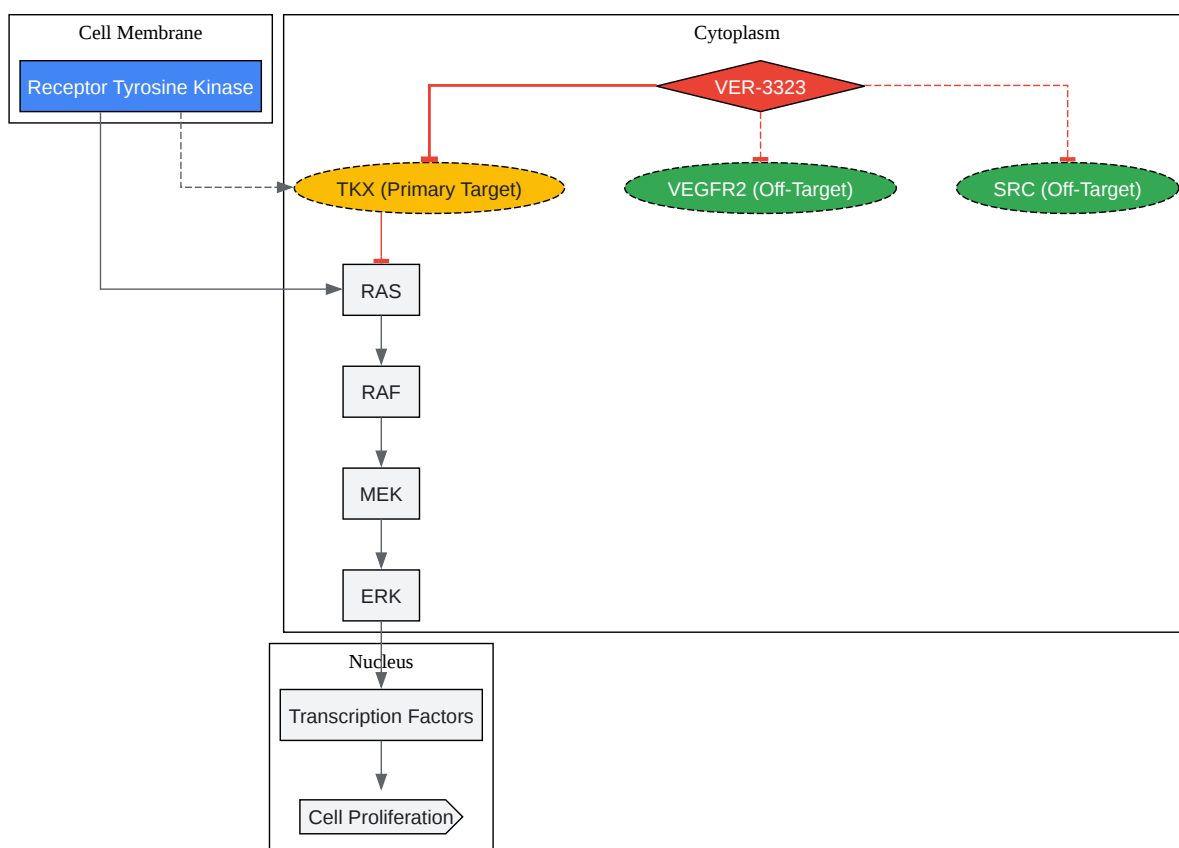 Cell Membrane
Cytoplasm
Receptor Tyrosine Kinase
VER-3323
TKX (Primary Target)
VEGFR2 (Off-Target)
SRC (Off-Target)
RAS
RAF
MEK
ERK
Nucleus
Transcription Factors
Cell Proliferation